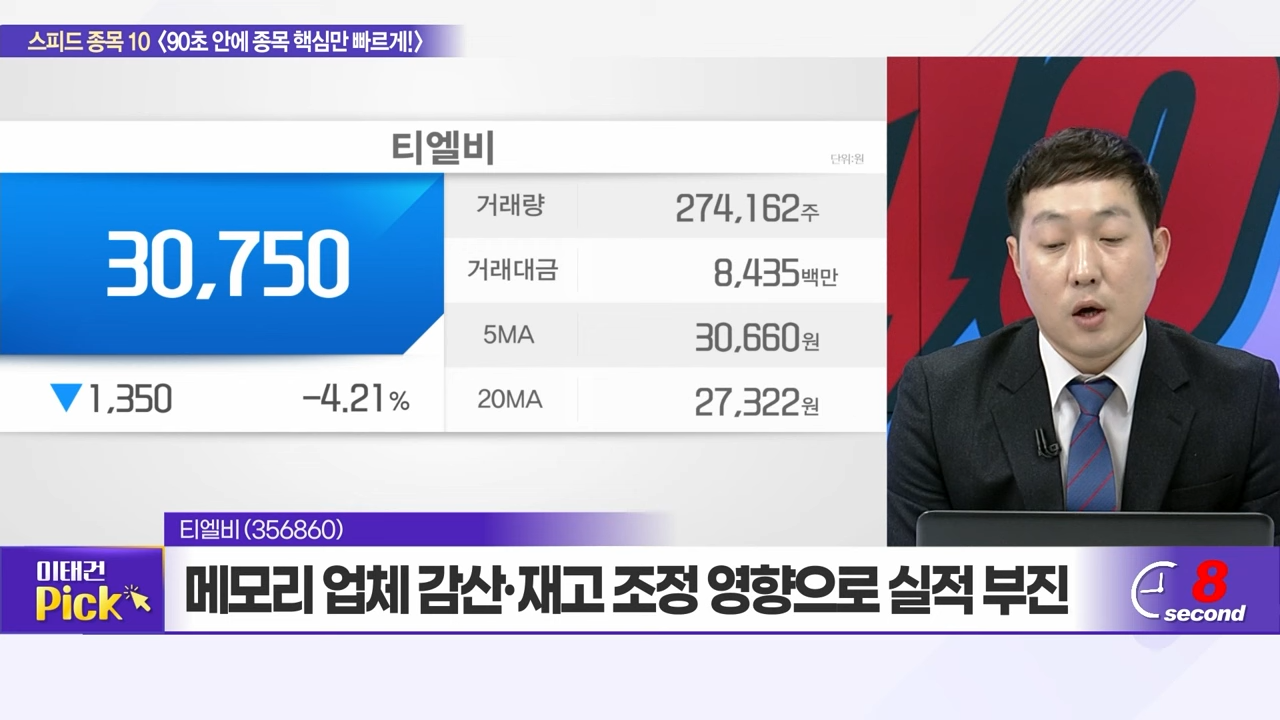 스피드 종목 10 〈90초 안에 종목 핵심만 빠르게!〉
티엘비
단위:원
30,750
▼1,350 -4.21%
거래량 274,162주
거래대금 8,435백만
5MA 30,660원
20MA 27,322원
10
티엘비(356860)
이태건
Pick
메모리 업체 감산·재고 조정 영향으로 실적 부진
8
second